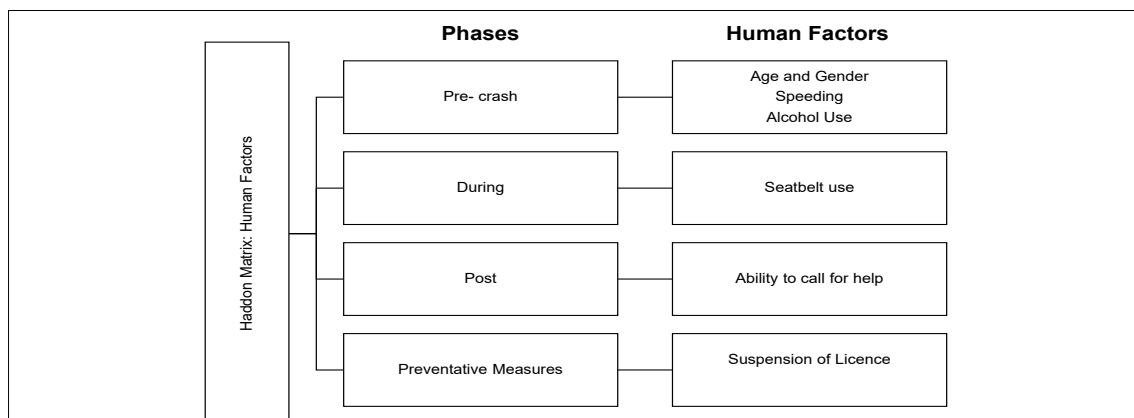 Phases
Human Factors
Haddon Matrix: Human Factors
Pre- crash
Age and Gender
Speeding
Alcohol Use
During
Seatbelt use
Post
Ability to call for help
Preventative Measures
Suspension of Licence